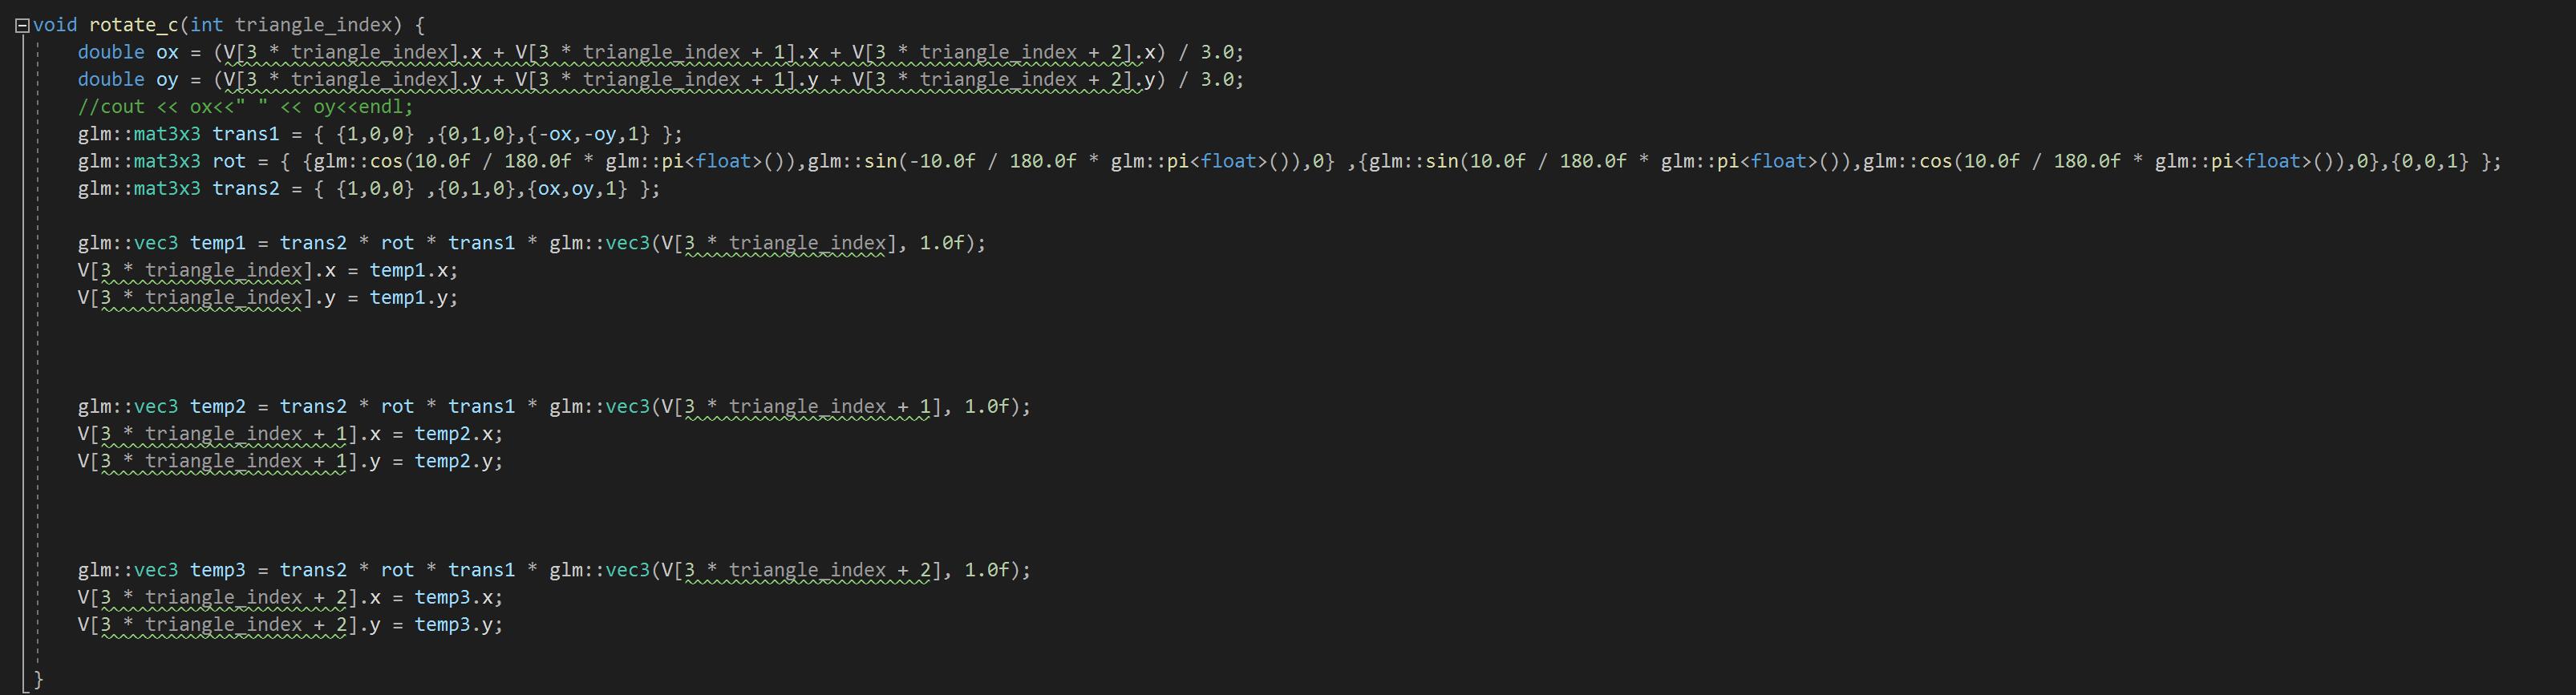 void rotate_c(int triangle_index) {
    double ox = (V[3 * triangle_index].x + V[3 * triangle_index + 1].x + V[3 * triangle_index + 2].x) / 3.0;
    double oy = (V[3 * triangle_index].y + V[3 * triangle_index + 1].y + V[3 * triangle_index + 2].y) / 3.0;
    //cout << ox<<" " << oy<<endl;
    glm::mat3x3 trans1 = { {1,0,0} ,{0,1,0},{-ox,-oy,1} };
    glm::mat3x3 rot = { {glm::cos(10.0f / 180.0f * glm::pi<float>()),glm::sin(-10.0f / 180.0f * glm::pi<float>()),0} ,{glm::sin(10.0f / 180.0f * glm::pi<float>()),glm::cos(10.0f / 180.0f * glm::pi<float>()),0},{0,0,1} };
    glm::mat3x3 trans2 = { {1,0,0} ,{0,1,0},{ox,oy,1} };
    glm::vec3 temp1 = trans2 * rot * trans1 * glm::vec3(V[3 * triangle_index], 1.0f);
    V[3 * triangle_index].x = temp1.x;
    V[3 * triangle_index].y = temp1.y;
    glm::vec3 temp2 = trans2 * rot * trans1 * glm::vec3(V[3 * triangle_index + 1], 1.0f);
    V[3 * triangle_index + 1].x = temp2.x;
    V[3 * triangle_index + 1].y = temp2.y;
    glm::vec3 temp3 = trans2 * rot * trans1 * glm::vec3(V[3 * triangle_index + 2], 1.0f);
    V[3 * triangle_index + 2].x = temp3.x;
    V[3 * triangle_index + 2].y = temp3.y;
}